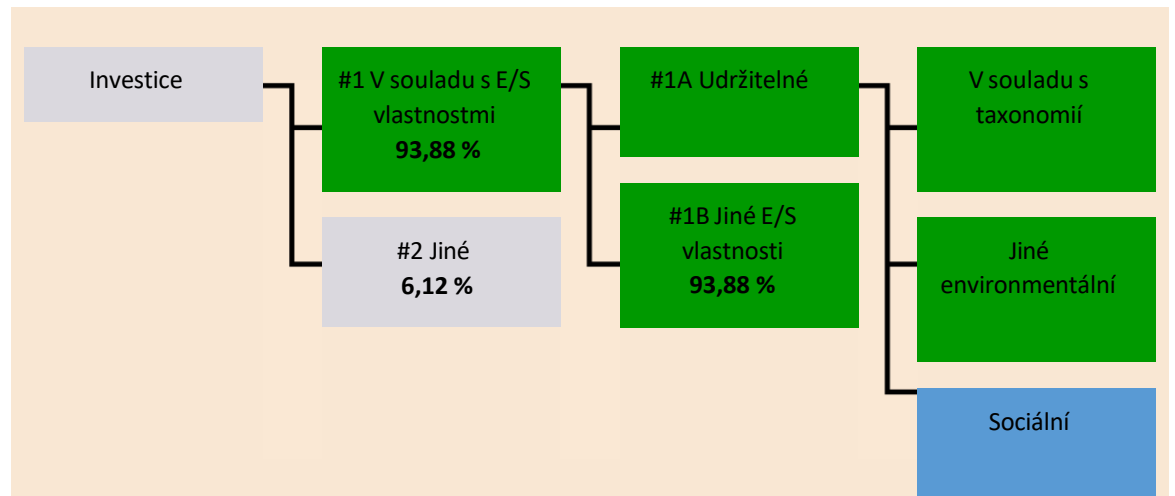 Investice
#1 V souladu s E/S
vlastnostmi
93,88 %
#2 Jiné
6,12 %
#1A Udržitelné
#1B Jiné E/S
vlastnosti
93,88 %
V souladu s
taxonomií
Jiné
environmentální
Sociální